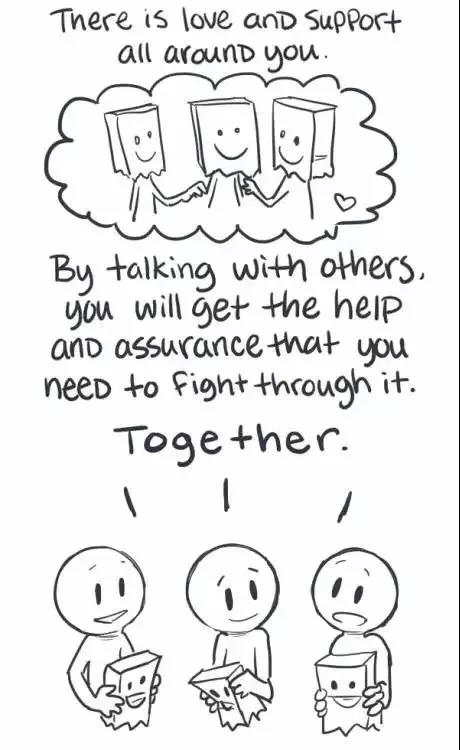 There is love and support
all around you.
By talking with others,
you will get the help
and assurance that you
need to fight through it.
Together.